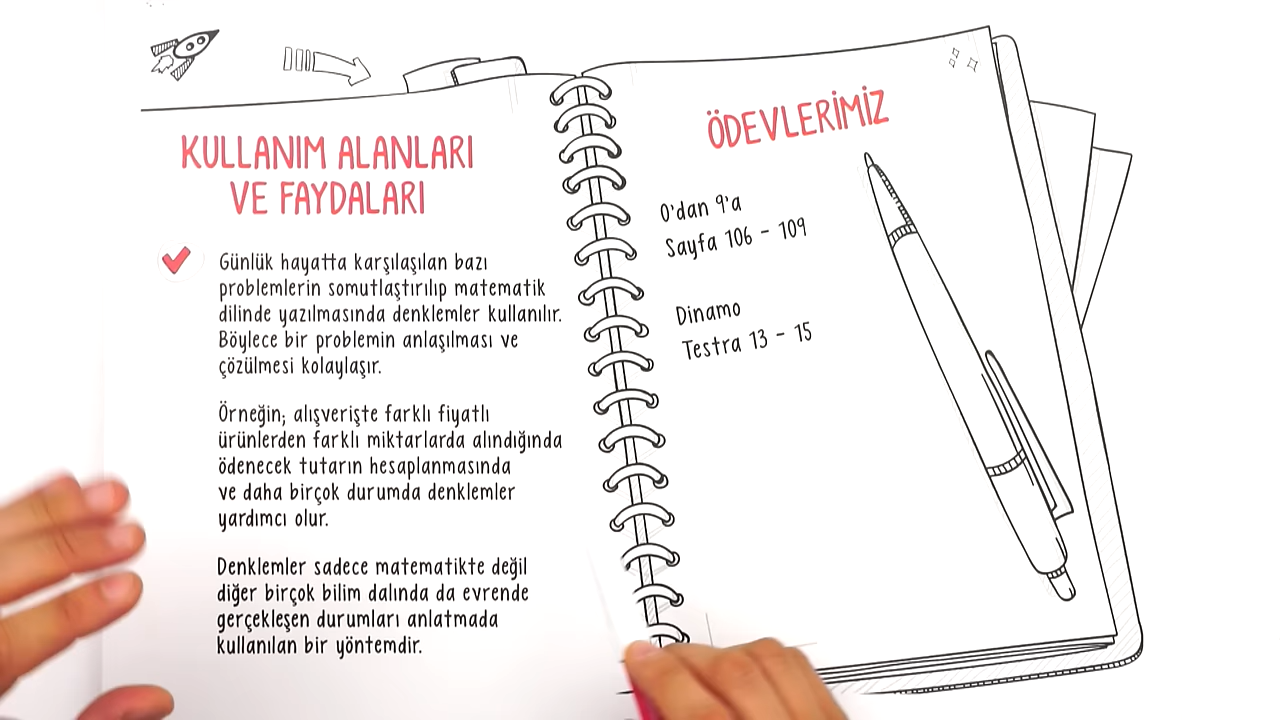 KULLANIM ALANLARI
VE FAYDALARI
Günlük hayatta karşılaşılan bazı
problemlerin somutlaştırılıp matematik
dilinde yazılmasında denklemler kullanılır.
Böylece bir problemin anlaşılması ve
çözülmesi kolaylaşır.
Örneğin; alışverişte farklı fiyatlı
ürünlerden farklı miktarlarda alındığında
ödenecek tutarın hesaplanmasında
ve daha birçok durumda denklemler
yardımcı olur.
Denklemler sadece matematikte değil
diğer birçok bilim dalında da evrende
gerçekleşen durumları anlatmada
kullanılan bir yöntemdir.
ÖDEVLERİMİZ
0'dan 9'a
Sayfa 106 - 109
Dinamo
Testra 13 - 15